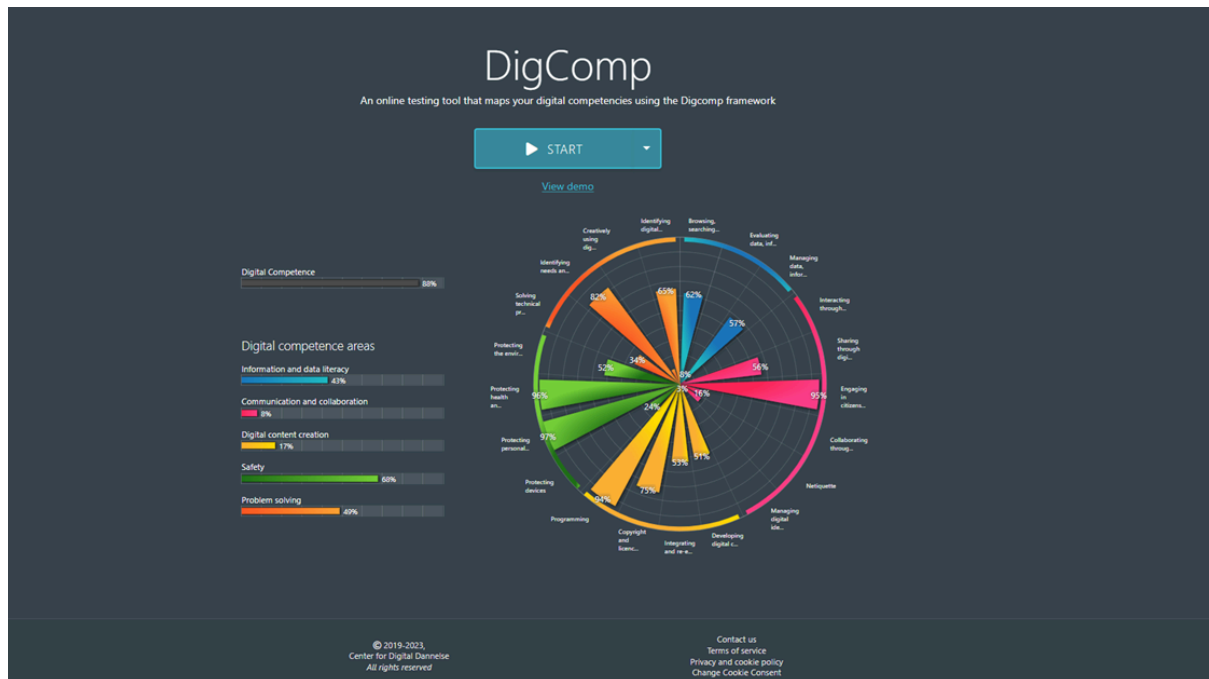 DigComp
An online testing tool that maps your digital competencies using the Digcomp framework
START
View demo
Digital Competence
88%
Digital competence areas
Information and data literacy
43%
Communication and collaboration
8%
Digital content creation
17%
Safety
68%
Problem solving
49%
Identifying
digital...
Browsing,
searching...
Evaluating
data, inf...
Managing
data,
infor...
Interacting
through...
Sharing
through
digi...
Engaging
in
citizens...
Collaborating
throug...
Netiquette
Managing
digital
ide...
Developing
digital c...
Integrating
and re-e...
Copyright
and
licenc...
Programming
Protecting
devices
Protecting
personal...
Protecting
health
an...
Protecting
the envir...
Solving
technical
pr...
Identifying
needs an...
Creatively
using
dig...
65%
62%
57%
8%
56%
95%
16%
3%
51%
53%
75%
94%
24%
97%
96%
52%
34%
82%
© 2019-2023,
Center for Digital Dannelse
All rights reserved
Contact us
Terms of service
Privacy and cookie policy
Change Cookie Consent